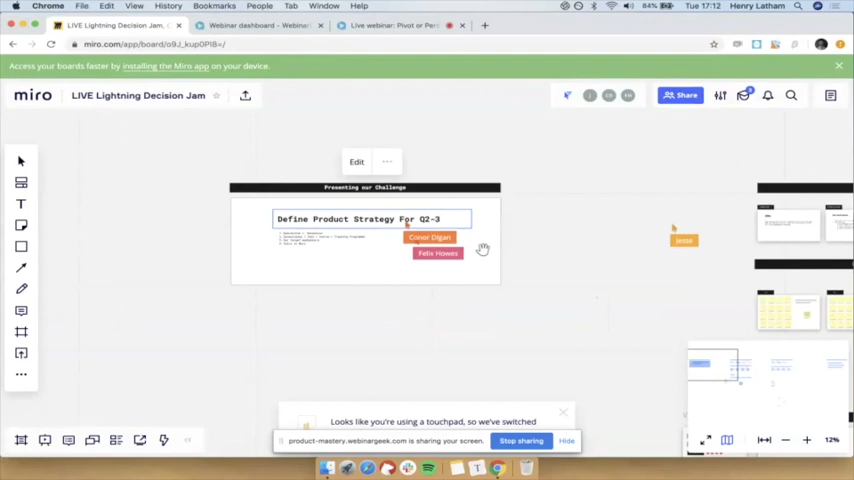 Chrome File Edit View History Bookmarks People Tab Window Help 84% Tue 17:12 Henry Latham
LIVE Lightning Decision Jam, Webinar dashboard - Webinar Live webinar: Pivot or Pers
miro.com/app/board/o9J_kup0PI8=/
Access your boards faster by installing the Miro app on your device.
miro LIVE Lightning Decision Jam Share
Edit
Presenting our Challenge
Define Product Strategy For Q2-3
Conor Digan
Felix Howes
Jesse
Looks like you're using a touchpad, so we've switched
product-mastery.webinargeek.com is sharing your screen. Stop sharing Hide
12%